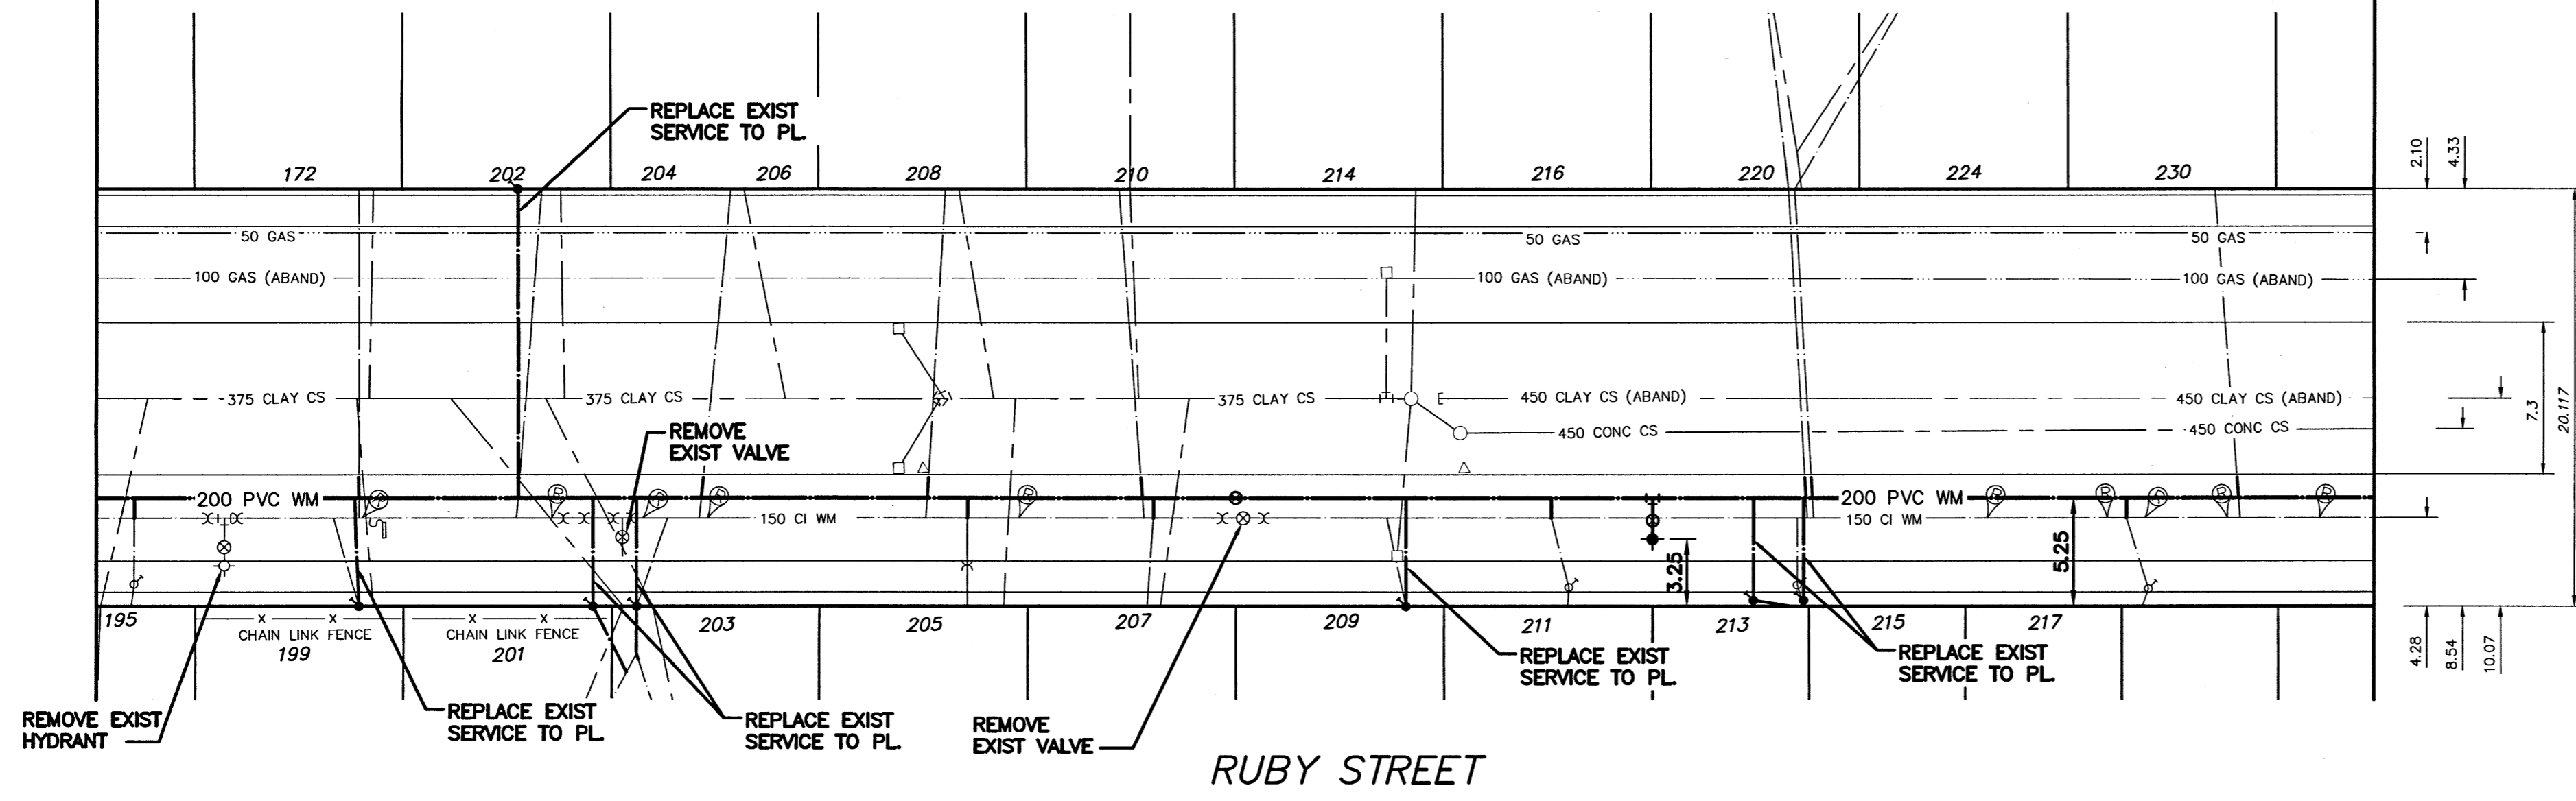 REPLACE EXIST
SERVICE TO PL.
172
202
204
206
208
210
214
216
220
224
230
2.10
4.33
50 GAS
50 GAS
50 GAS
100 GAS (ABAND)
100 GAS (ABAND)
100 GAS (ABAND)
375 CLAY CS
375 CLAY CS
375 CLAY CS
450 CLAY CS (ABAND)
450 CLAY CS (ABAND)
E
450 CONC CS
450 CONC CS
7.3
20.117
REMOVE
EXIST VALVE
200 PVC WM
200 PVC WM
150 CI WM
150 CI WM
R
R
R
R
R
R
R
R
R
R
3.25
5.25
195
CHAIN LINK FENCE
199
CHAIN LINK FENCE
201
203
205
207
209
211
213
215
217
4.28
8.54
10.07
REMOVE EXIST
HYDRANT
REPLACE EXIST
SERVICE TO PL.
REPLACE EXIST
SERVICE TO PL.
REMOVE
EXIST VALVE
REPLACE EXIST
SERVICE TO PL.
REPLACE EXIST
SERVICE TO PL.
RUBY STREET